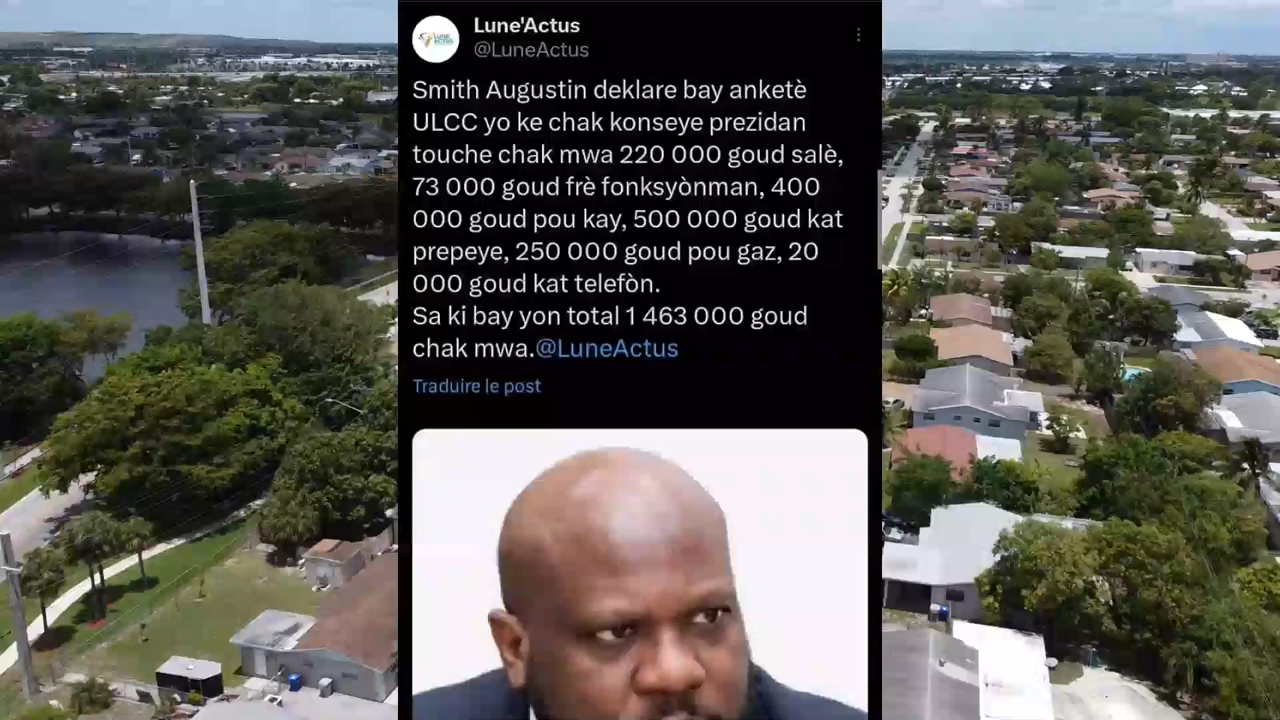 Lune'Actus
@LuneActus
Smith Augustin deklare bay anketè
ULCC yo ke chak konseye prezidan
touche chak mwa 220 000 goud salè,
73 000 goud frè fonksyònman, 400
000 goud pou kay, 500 000 goud kat
prepeye, 250 000 goud pou gaz, 20
000 goud kat telefòn.
Sa ki bay yon total 1 463 000 goud
chak mwa.@LuneActus
Traduire le post